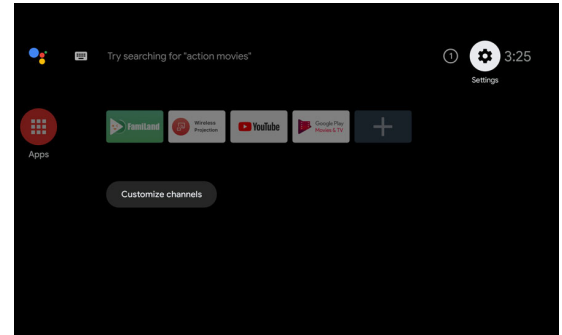 Try searching for "action movies"
1
3:25
Settings
Apps
FamiLand
Wireless
Projection
YouTube
Google Play
Movies & TV
Customize channels